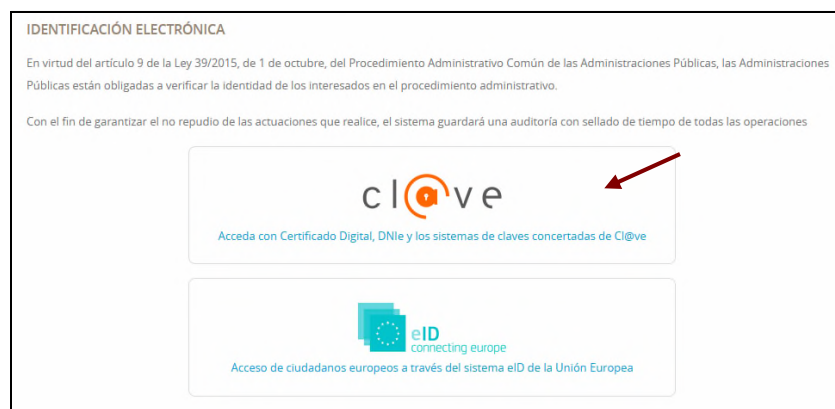 IDENTIFICACIÓN ELECTRÓNICA
En virtud del artículo 9 de la Ley 39/2015, de 1 de octubre, del Procedimiento Administrativo Común de las Administraciones Públicas, las Administraciones
Públicas están obligadas a verificar la identidad de los interesados en el procedimiento administrativo.
Con el fin de garantizar el no repudio de las actuaciones que realice, el sistema guardará una auditoría con sellado de tiempo de todas las operaciones
cl@ve
Acceda con Certificado Digital, DNIe y los sistemas de claves concertadas de Cl@ve
eID
connecting europe
Acceso de ciudadanos europeos a través del sistema eID de la Unión Europea